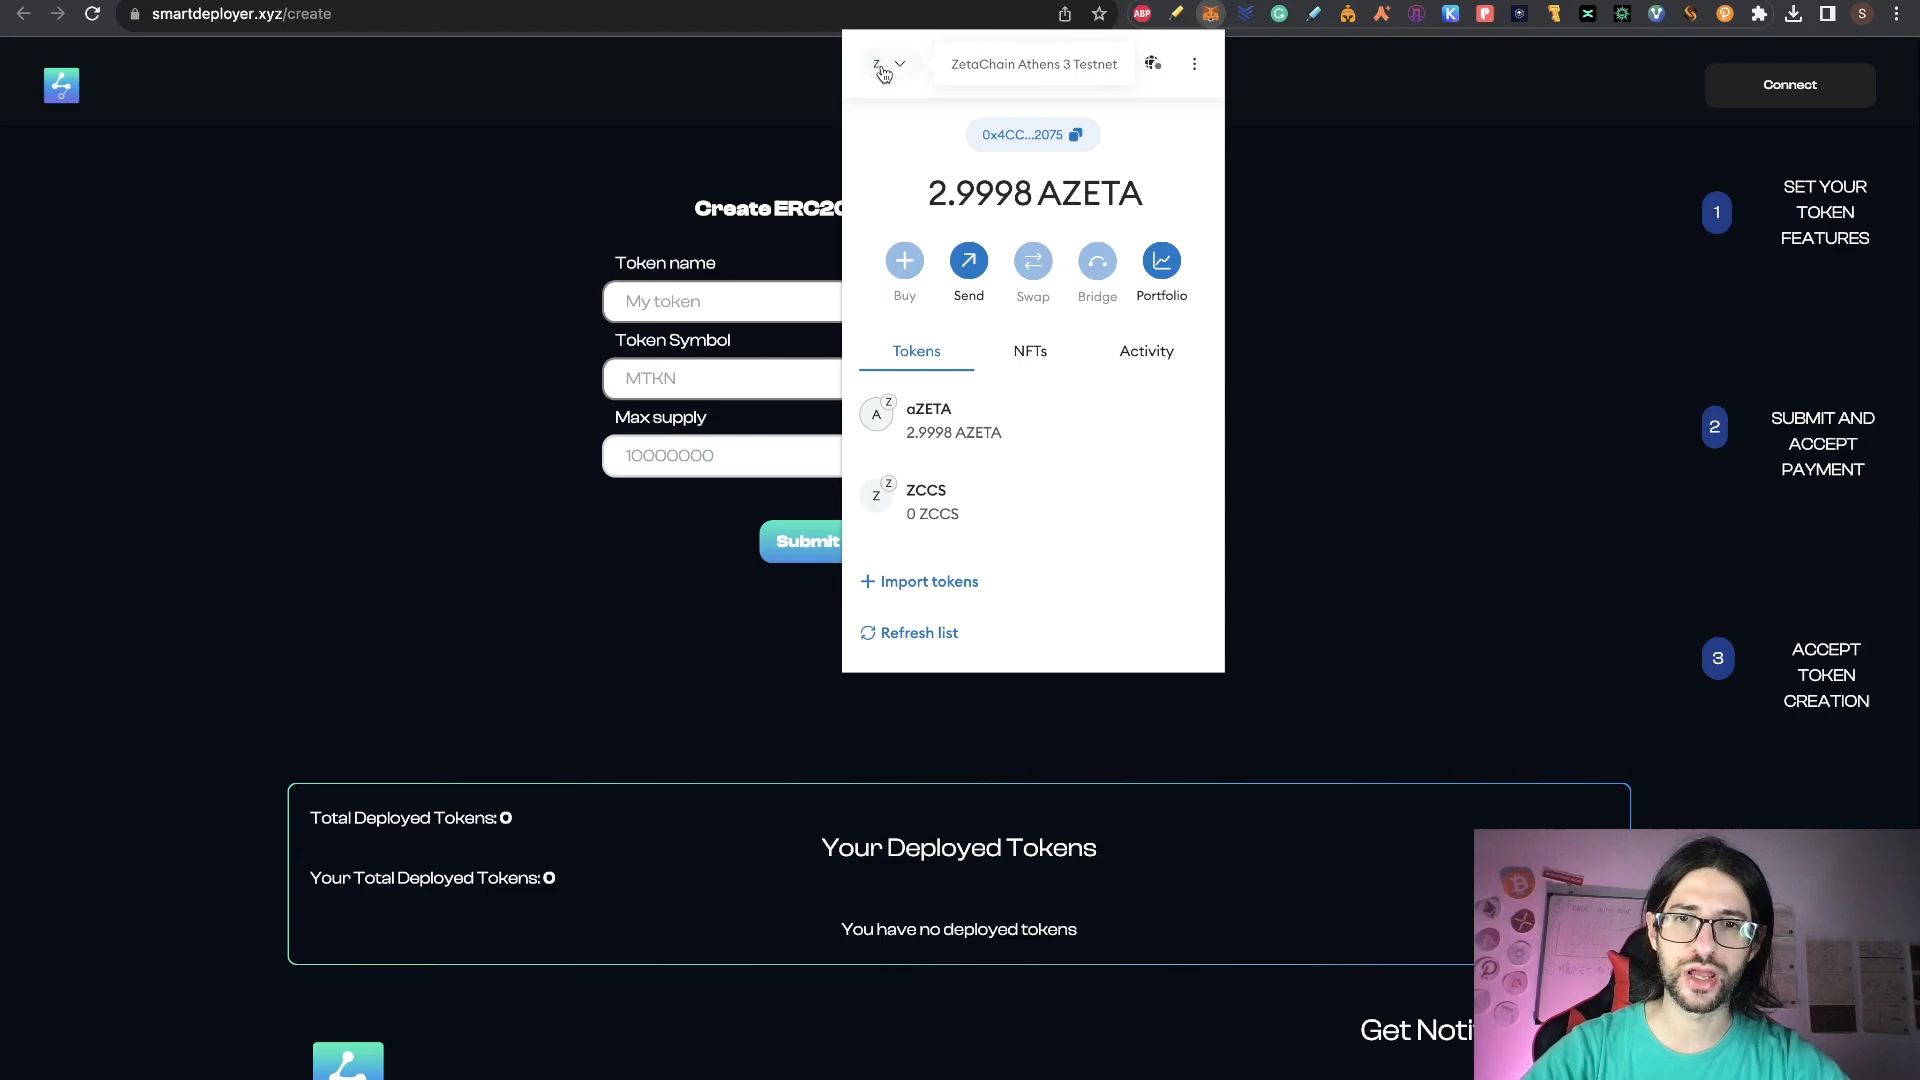 smartdeployer.xyz/create
ABP
S
Z
ZetaChain Athens 3 Testnet
Connect
0x4CC...2075
2.9998 AZETA
Buy
Send
Swap
Bridge
Portfolio
Tokens
NFTs
Activity
A
Z
aZETA
2.9998 AZETA
Z
Z
ZCCS
0 ZCCS
+ Import tokens
Refresh list
Create ERC20
Token name
My token
Token Symbol
MTKN
Max supply
10000000
Submit
1
SET YOUR
TOKEN
FEATURES
2
SUBMIT AND
ACCEPT
PAYMENT
3
ACCEPT
TOKEN
CREATION
Total Deployed Tokens: 0
Your Deployed Tokens
Your Total Deployed Tokens: 0
You have no deployed tokens
Get Noti